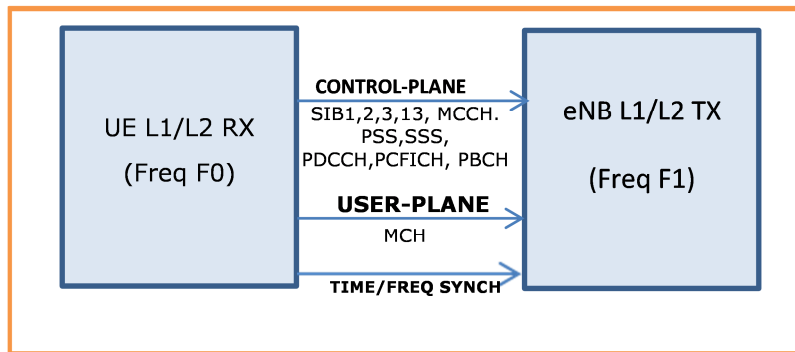 UE L1/L2 RX
(Freq F0)
CONTROL-PLANE
SIB1,2,3,13, MCCH.
PSS,SSS,
PDCCH,PCFICH, PBCH
USER-PLANE
MCH
TIME/FREQ SYNCH
eNB L1/L2 TX
(Freq F1)